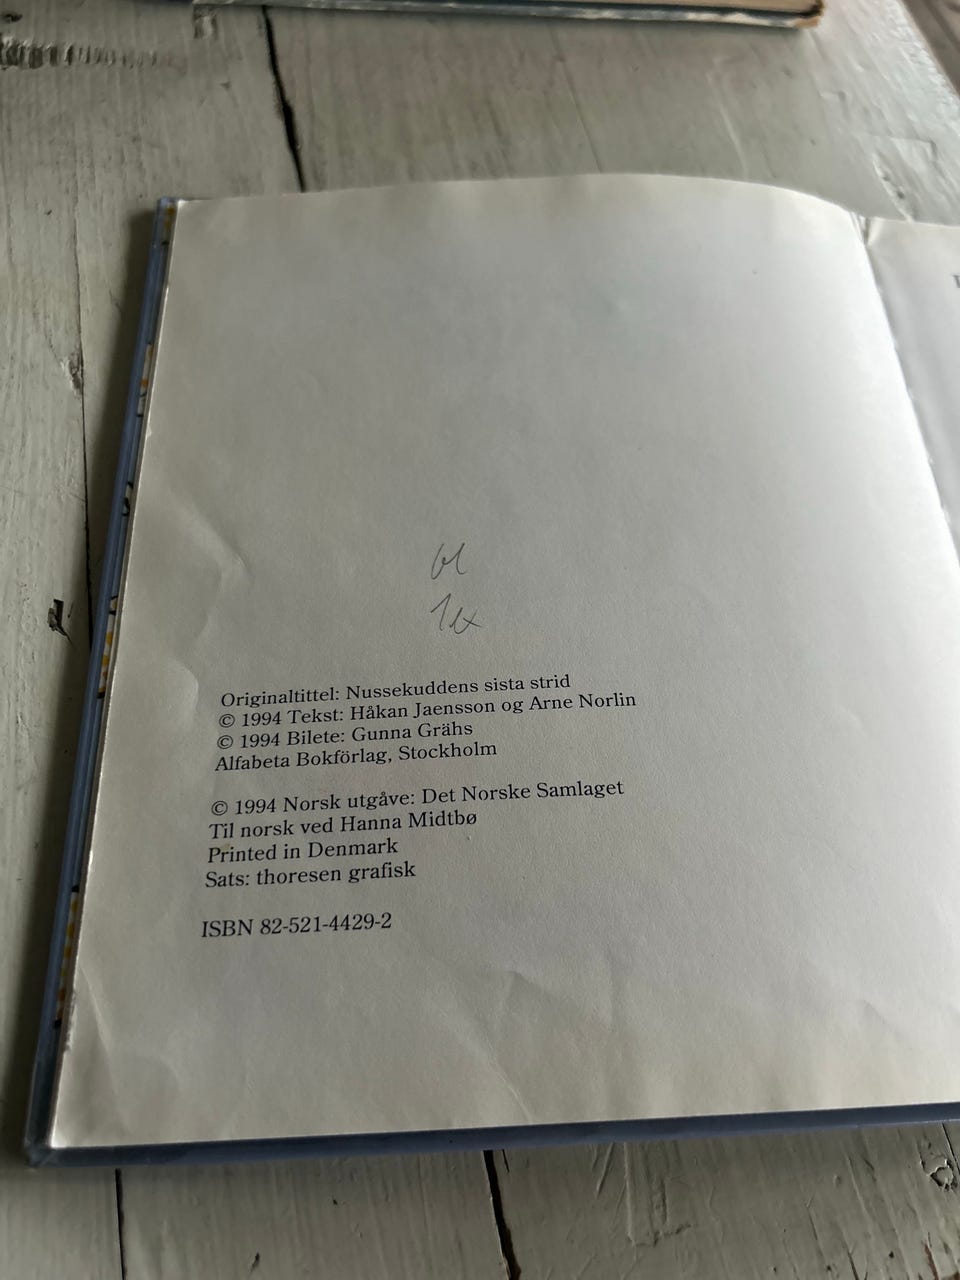 bl
1ex
Originaltittel: Nussekuddens sista strid
© 1994 Tekst: Håkan Jaensson og Arne Norlin
© 1994 Bilete: Gunna Grähs
Alfabeta Bokförlag, Stockholm
© 1994 Norsk utgåve: Det Norske Samlaget
Til norsk ved Hanna Midtbø
Printed in Denmark
Sats: thoresen grafisk
ISBN 82-521-4429-2